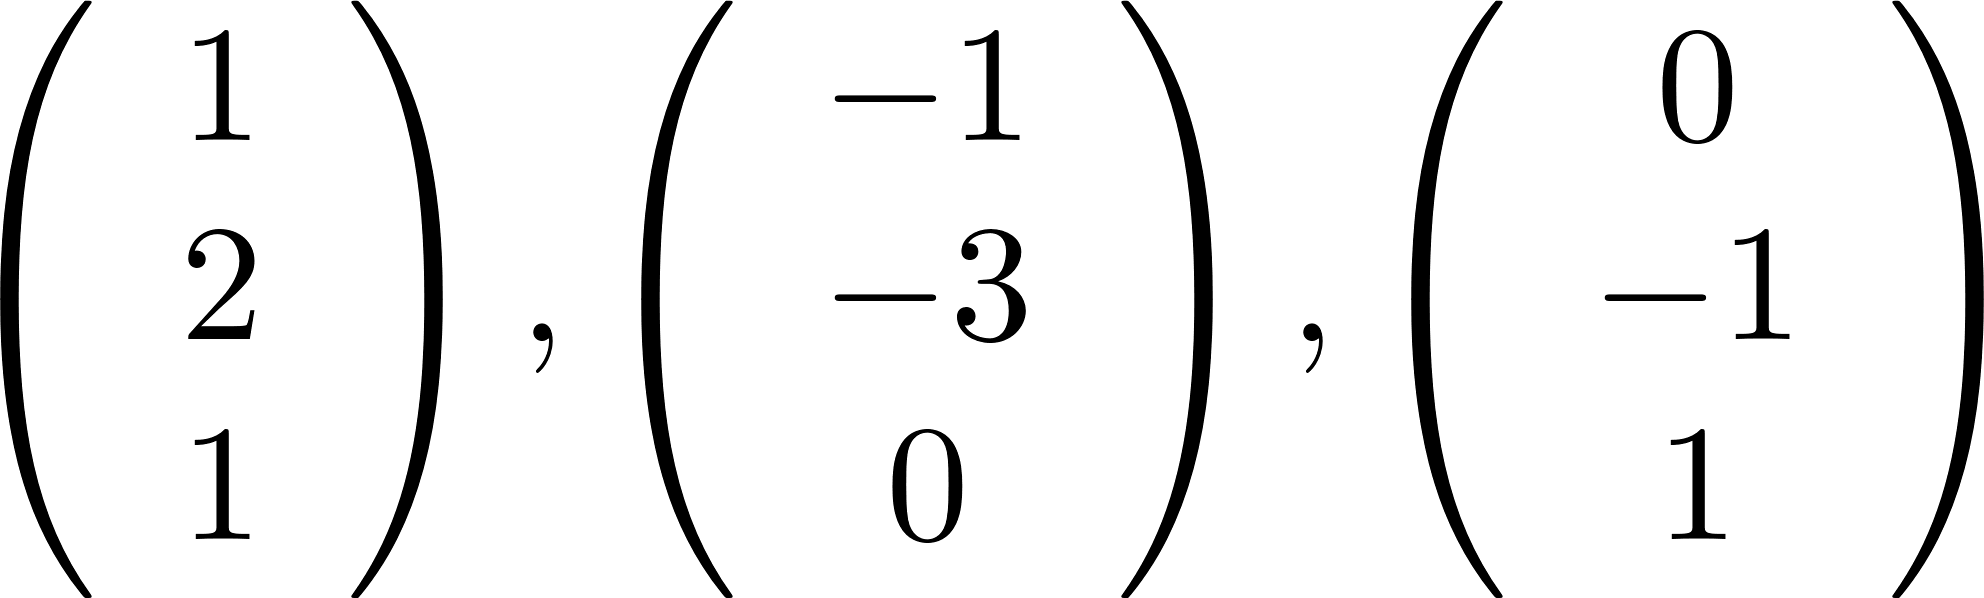 ( 1 ) , ( −1 ) , ( 0 )
( 2 ) , ( −3 ) , ( −1 )
( 1 ) , ( 0 ) , ( 1 )